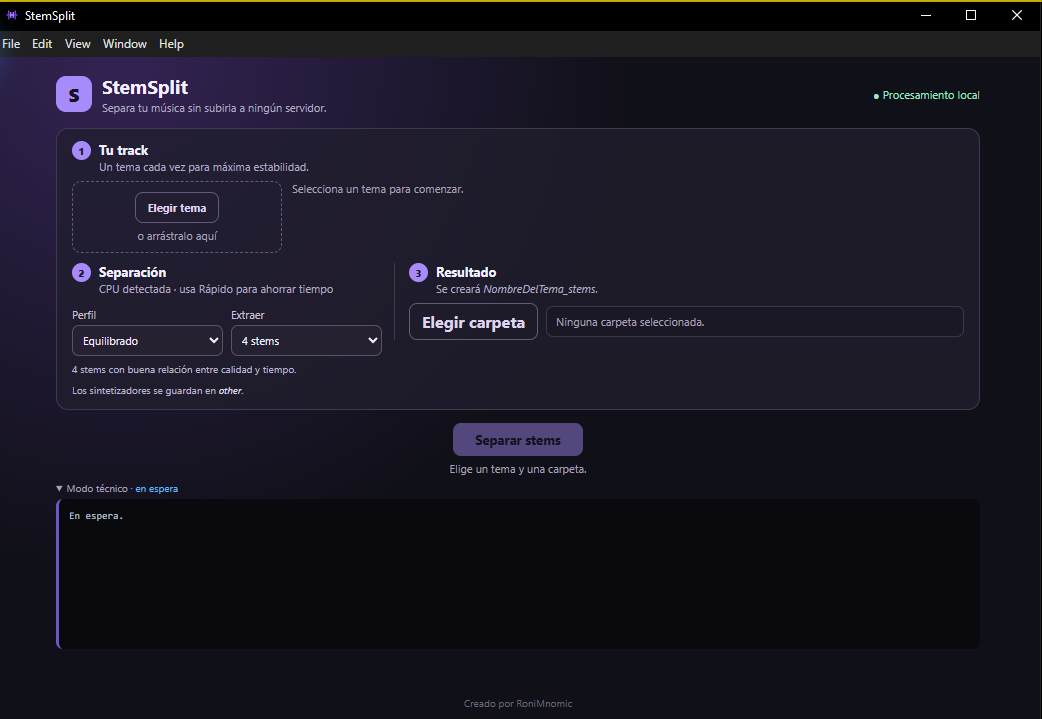 StemSplit
File Edit View Window Help
S
StemSplit
Separa tu música sin subirla a ningún servidor.
● Procesamiento local
1 Tu track
Un tema cada vez para máxima estabilidad.
Elegir tema
o arrástralo aquí
Selecciona un tema para comenzar.
2 Separación
CPU detectada · usa Rápido para ahorrar tiempo
Perfil
Equilibrado
Extraer
4 stems
4 stems con buena relación entre calidad y tiempo.
Los sintetizadores se guardan en other.
3 Resultado
Se creará NombreDelTema_stems.
Elegir carpeta
Ninguna carpeta seleccionada.
Separar stems
Elige un tema y una carpeta.
▼ Modo técnico · en espera
En espera.
Creado por RoniMnomic